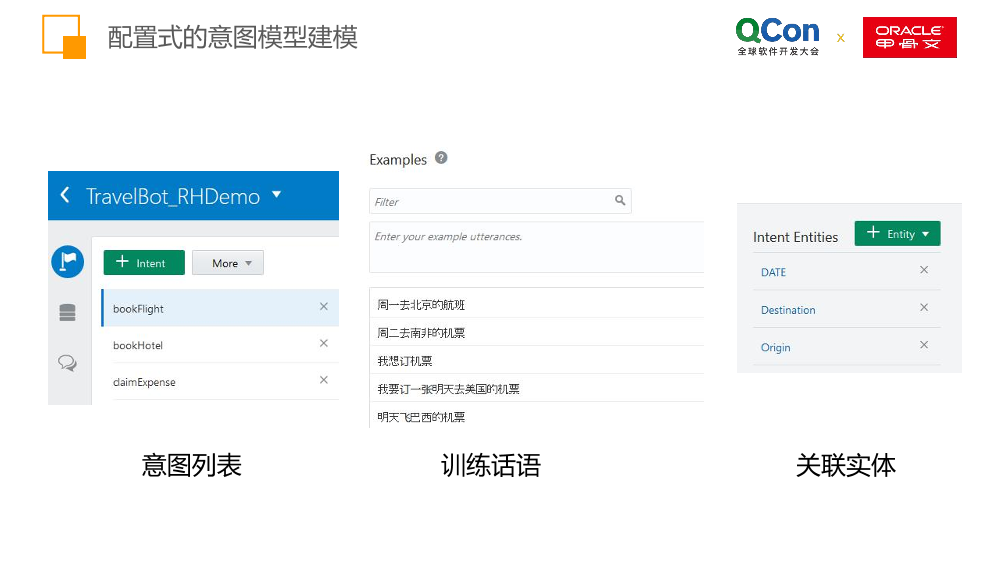 配置式的意图模型建模
QCon
全球软件开发大会
x
ORACLE
甲骨文
TravelBot_RHDemo
Intent
More
bookFlight
bookHotel
claimExpense
意图列表
Examples ?
Filter
Enter your example utterances.
周一去北京的航班
周二去南非的机票
我想订机票
我要订一张明天去美国的机票
明天飞巴西的机票
训练话语
Intent Entities
Entity
DATE
Destination
Origin
关联实体